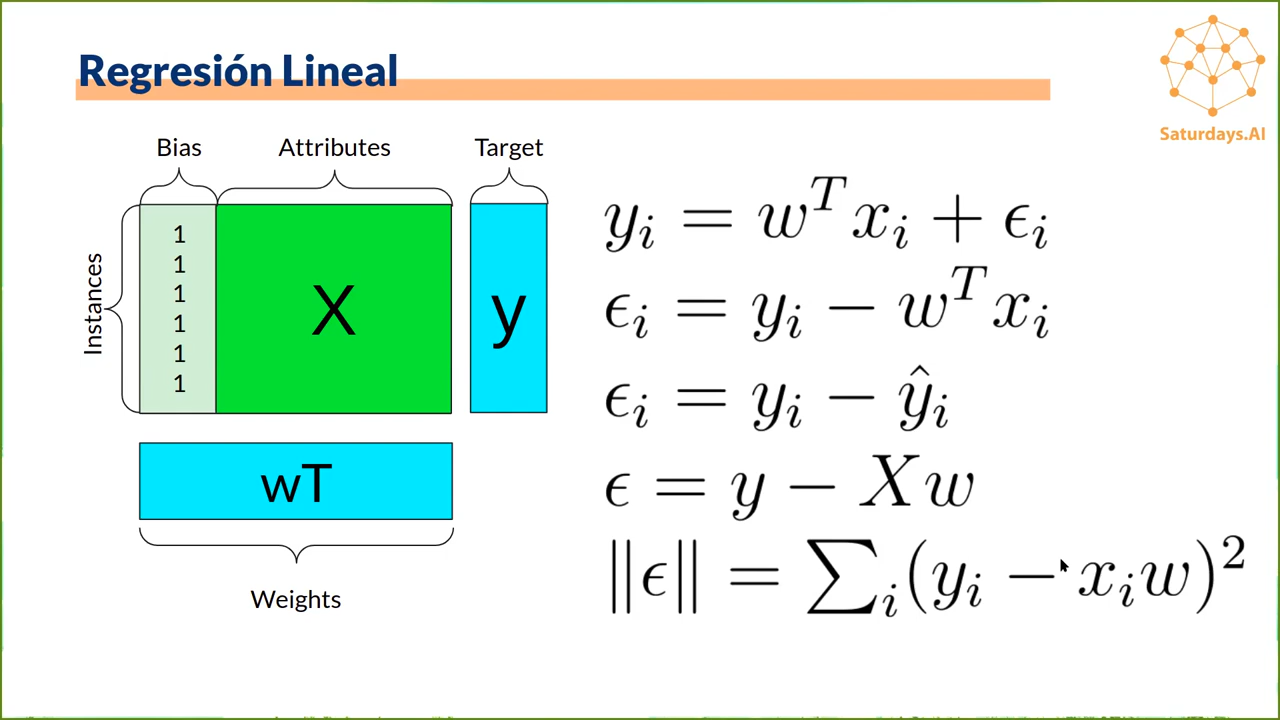 Regresión Lineal
Saturdays.AI
Bias
Attributes
Target
Instances
1
1
1
1
1
1
X
y
wT
Weights
y_i = w^T x_i + ϵ_i
ϵ_i = y_i − w^T x_i
ϵ_i = y_i − ŷ_i
ϵ = y − Xw
‖ϵ‖ = ∑_i (y_i − x_i w)^2